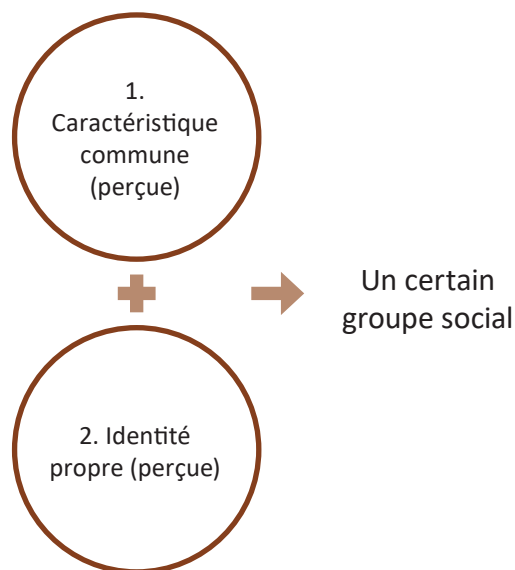 1.
Caractéristique
commune
(perçue)
Un certain
groupe social
2. Identité
propre (perçue)